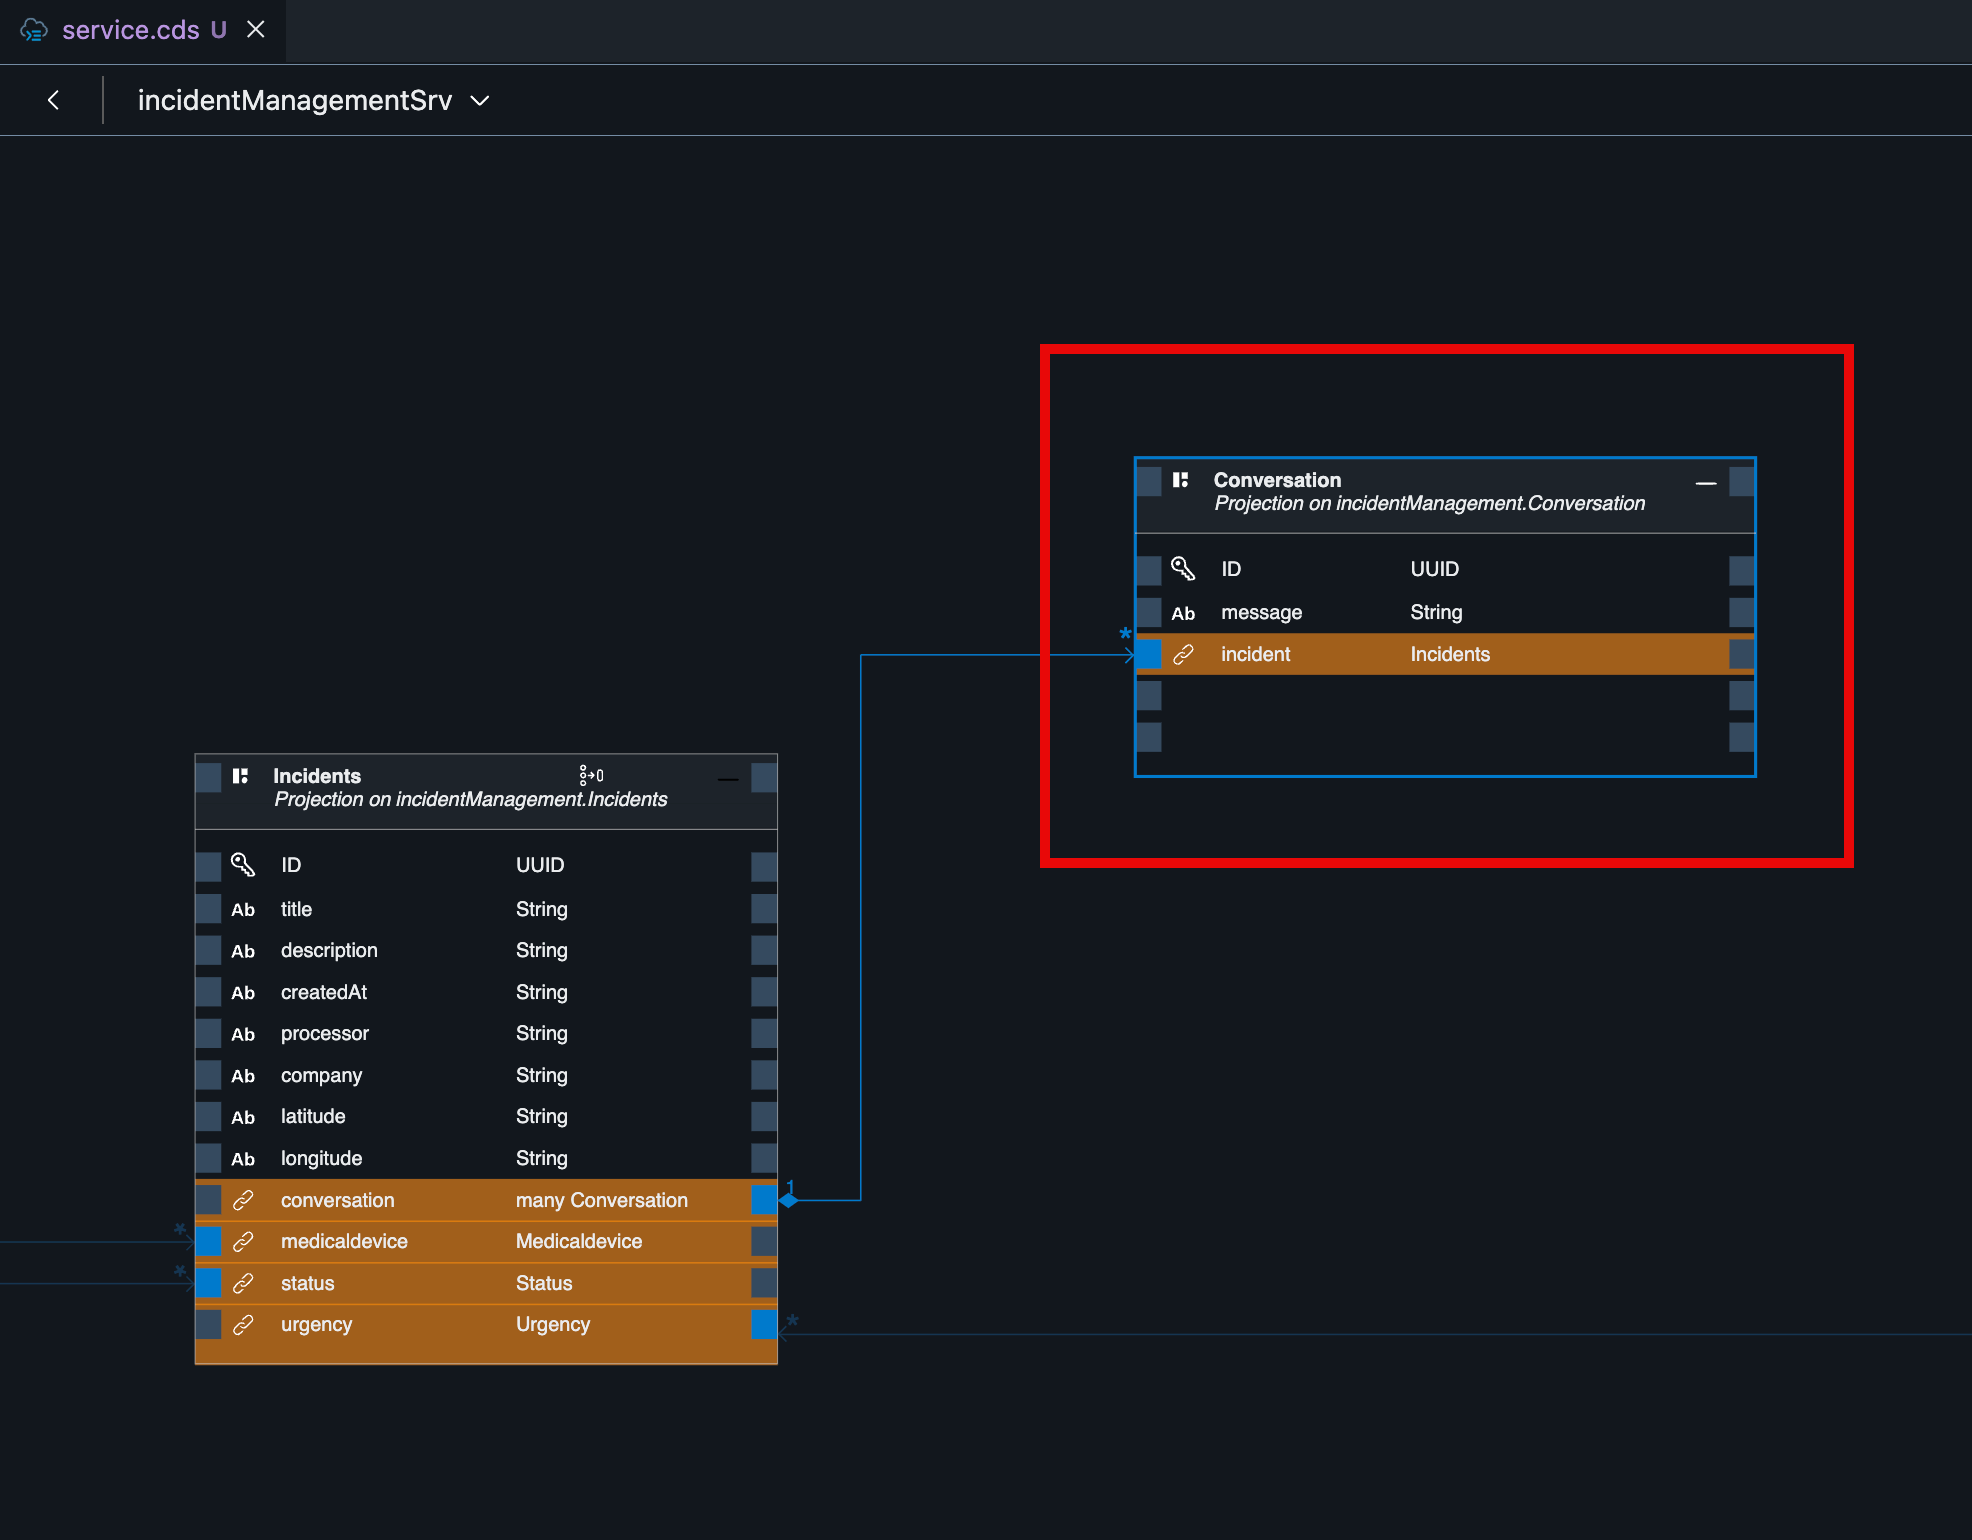 service.cds U
incidentManagementSrv
Conversation
Projection on incidentManagement.Conversation
ID UUID
Ab message String
*
incident Incidents
Incidents
Projection on incidentManagement.Incidents
ID UUID
Ab title String
Ab description String
Ab createdAt String
Ab processor String
Ab company String
Ab latitude String
Ab longitude String
conversation many Conversation 1
* medicaldevice Medicaldevice
* status Status
urgency Urgency *